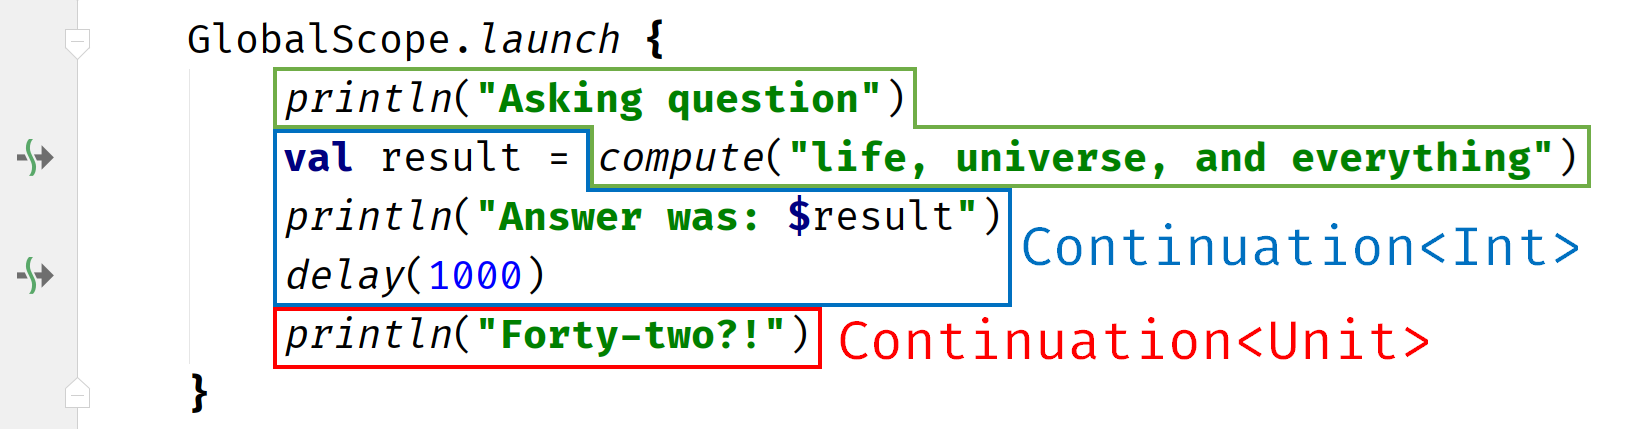 GlobalScope.launch {
println("Asking question")
val result = compute("life, universe, and everything")
println("Answer was: $result")
Continuation<Int>
delay(1000)
println("Forty-two?!") Continuation<Unit>
}